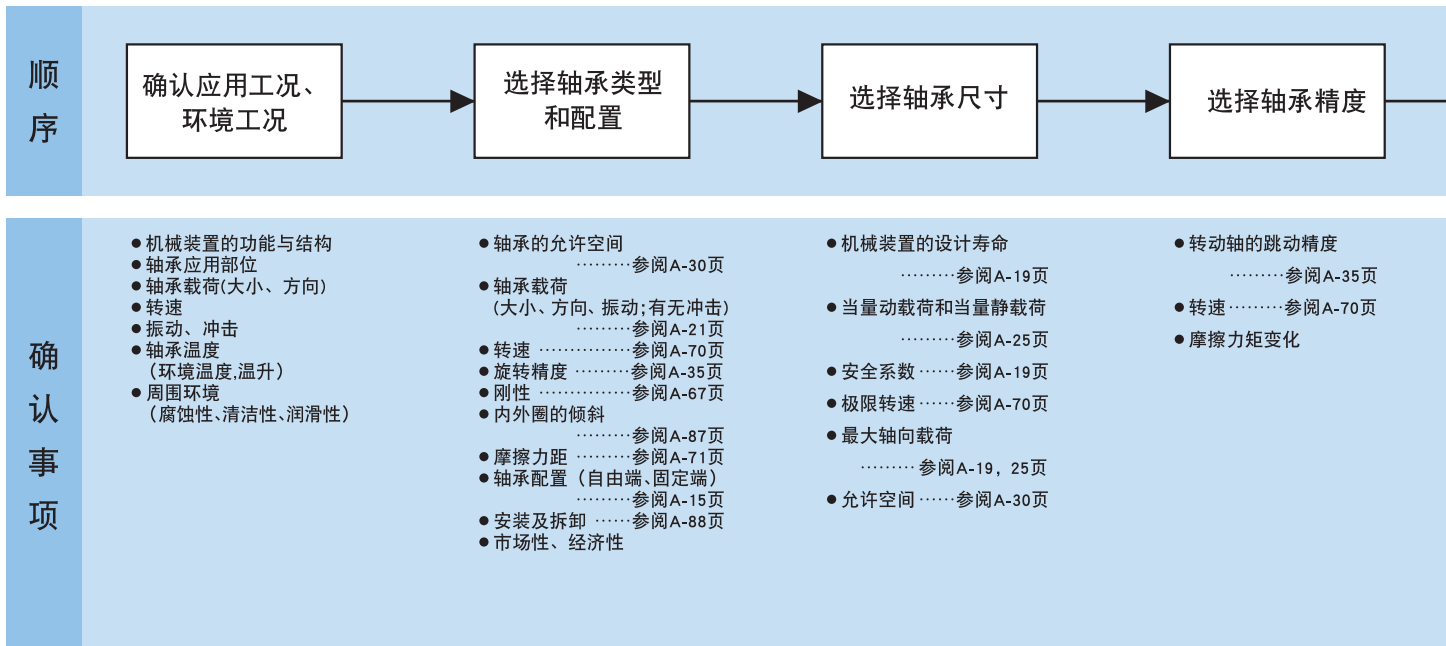 顺序
确认应用工况、
环境工况
选择轴承类型
和配置
选择轴承尺寸
选择轴承精度
确认事项
●机械装置的功能与结构
●轴承应用部位
●轴承载荷(大小、方向)
●转速
●振动、冲击
●轴承温度
（环境温度,温升）
●周围环境
（腐蚀性、清洁性、润滑性）
●轴承的允许空间
………参阅A-30页
●轴承载荷
(大小、方向、振动;有无冲击)
………参阅A-21页
●转速 ……………参阅A-70页
●旋转精度 ………参阅A-35页
●刚性 ……………参阅A-67页
●内外圈的倾斜
………参阅A-87页
●摩擦力距 ………参阅A-71页
●轴承配置（自由端、固定端）
………参阅A-15页
●安装及拆卸 ……参阅A-88页
●市场性、经济性
●机械装置的设计寿命
………参阅A-19页
●当量动载荷和当量静载荷
………参阅A-25页
●安全系数……参阅A-19页
●极限转速……参阅A-70页
●最大轴向载荷
………参阅A-19，25页
●允许空间……参阅A-30页
●转动轴的跳动精度
………参阅A-35页
●转速………参阅A-70页
●摩擦力矩变化